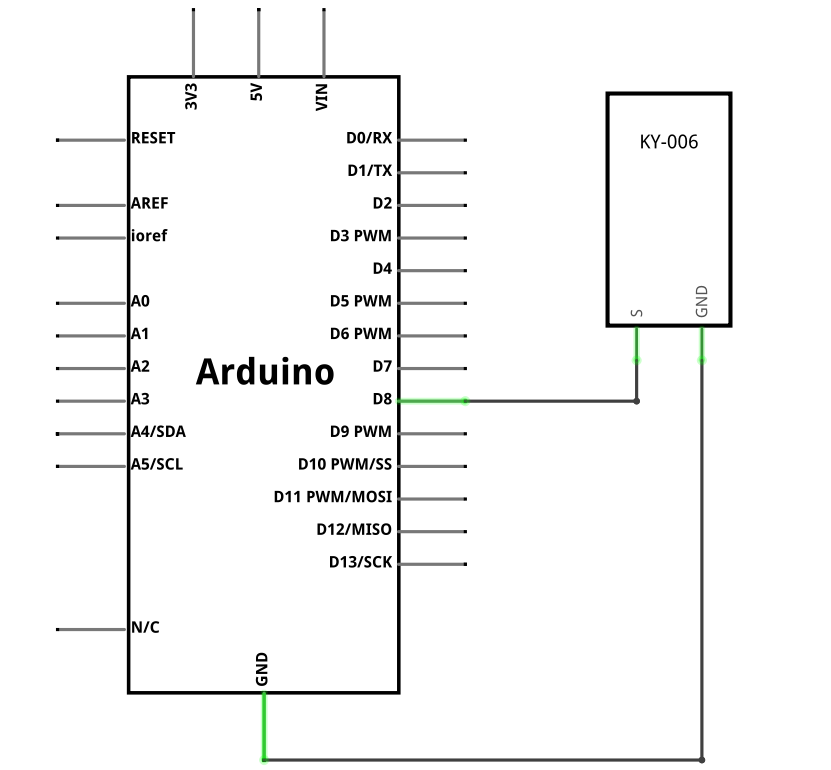 3V3
5V
VIN
RESET
AREF
ioref
A0
A1
A2
A3
A4/SDA
A5/SCL
N/C
Arduino
D0/RX
D1/TX
D2
D3 PWM
D4
D5 PWM
D6 PWM
D7
D8
D9 PWM
D10 PWM/SS
D11 PWM/MOSI
D12/MISO
D13/SCK
GND
KY-006
S
GND